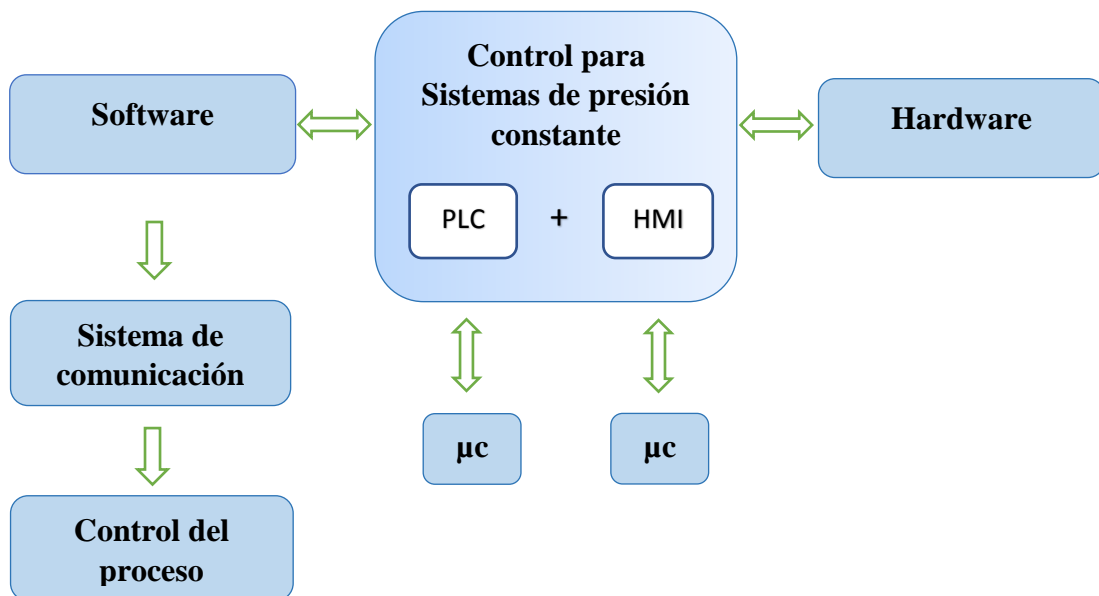 Software
Control para
Sistemas de presión
constante
PLC
+
HMI
Hardware
Sistema de
comunicación
µc
µc
Control del
proceso